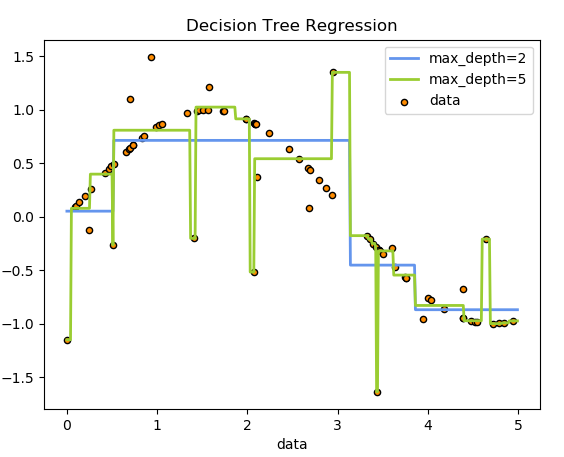 Decision Tree Regression
max_depth=2
max_depth=5
data
1.5
1.0
0.5
0.0
−0.5
−1.0
−1.5
0 1 2 3 4 5
data